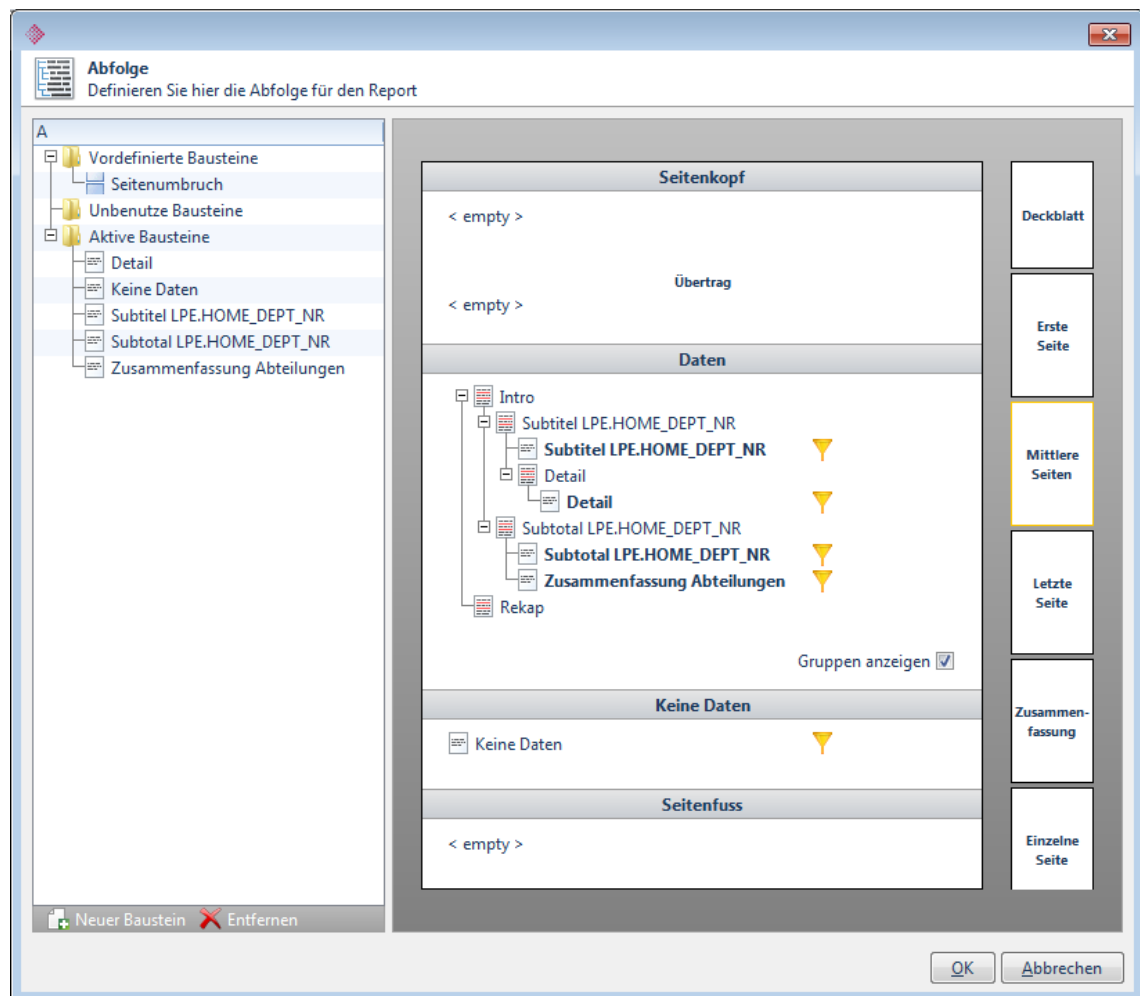 Abfolge
Definieren Sie hier die Abfolge für den Report
A
Vordefinierte Bausteine
Seitenumbruch
Unbenutze Bausteine
Aktive Bausteine
Detail
Keine Daten
Subtitel LPE.HOME_DEPT_NR
Subtotal LPE.HOME_DEPT_NR
Zusammenfassung Abteilungen
Neuer Baustein
Entfernen
Seitenkopf
< empty >
Übertrag
< empty >
Daten
Intro
Subtitel LPE.HOME_DEPT_NR
Subtitel LPE.HOME_DEPT_NR
Detail
Detail
Subtotal LPE.HOME_DEPT_NR
Subtotal LPE.HOME_DEPT_NR
Zusammenfassung Abteilungen
Rekap
Gruppen anzeigen
Keine Daten
Keine Daten
Seitenfuss
< empty >
Deckblatt
Erste
Seite
Mittlere
Seiten
Letzte
Seite
Zusammen-
fassung
Einzelne
Seite
OK
Abbrechen